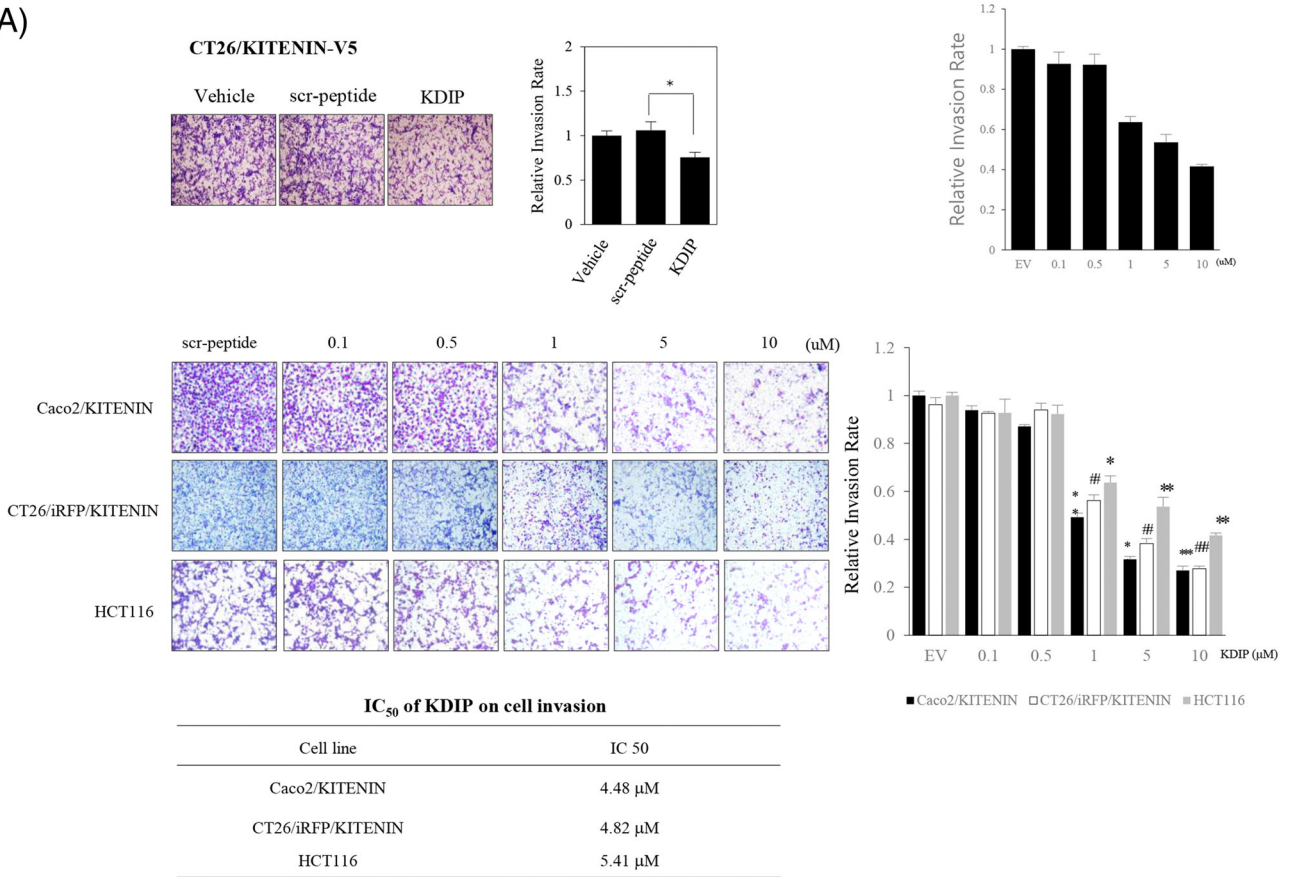 A)
CT26/KITENIN-V5
Vehicle scr-peptide KDIP
Relative Invasion Rate
2
1.5
1
0.5
0
*
Vehicle scr-peptide KDIP
Relative Invasion Rate
1.2
1
0.8
0.6
0.4
0.2
0
EV 0.1 0.5 1 5 10 (uM)
scr-peptide 0.1 0.5 1 5 10 (uM)
Caco2/KITENIN
CT26/iRFP/KITENIN
HCT116
Relative Invasion Rate
1.2
1
0.8
0.6
0.4
0.2
0
** # * * # ** *** ## **
EV 0.1 0.5 1 5 10 KDIP (μM)
Caco2/KITENIN CT26/iRFP/KITENIN HCT116
IC50 of KDIP on cell invasion
Cell line IC 50
Caco2/KITENIN 4.48 μM
CT26/iRFP/KITENIN 4.82 μM
HCT116 5.41 μM